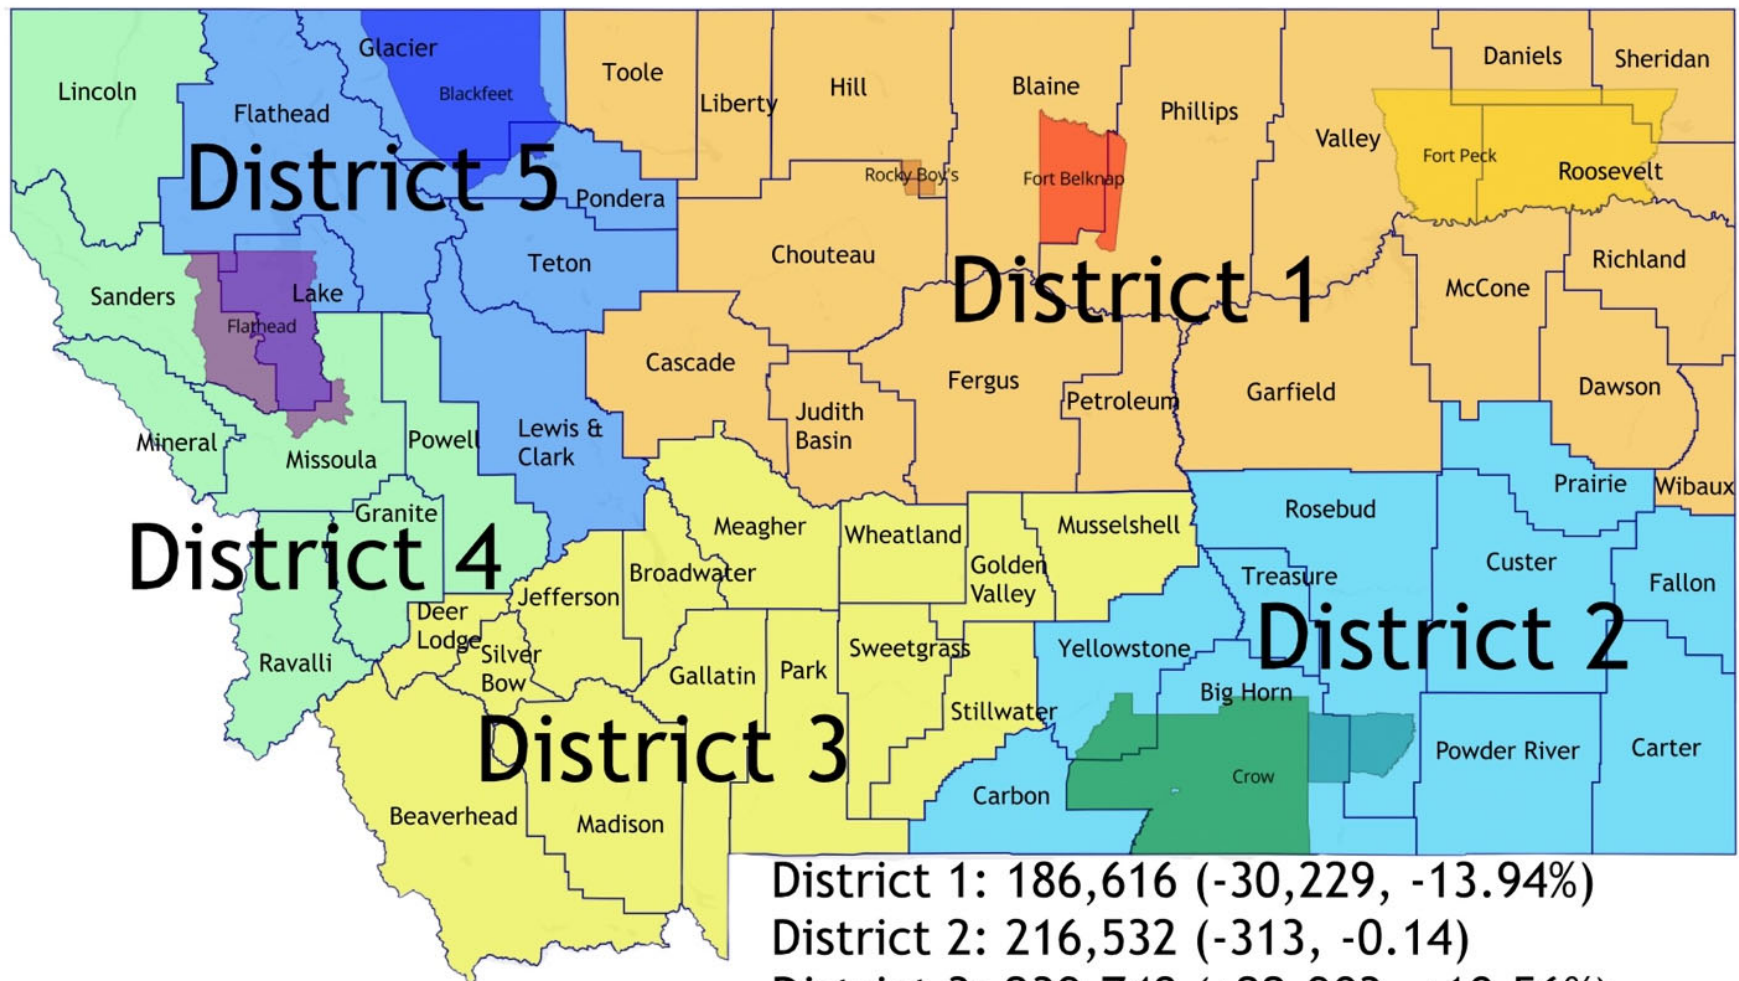 Glacier
Daniels
Sheridan
Toole
Lincoln
Blackfeet
Hill
Blaine
Liberty
Flathead
Phillips
Valley
Fort Peck
Roosevelt
District 5
Rocky Boy's
Fort Belknap
Pondera
Chouteau
Teton
Richland
Sanders
Lake
District 1
McCone
Flathead
Cascade
Fergus
Garfield
Dawson
Petroleum
Judith
Basin
Mineral
Missoula
Powell
Lewis &
Clark
Prairie
Wibaux
Granite
Rosebud
Meagher
Wheatland
Musselshell
District 4
Broadwater
Golden
Valley
Custer
Treasure
Fallon
Jefferson
Deer
Lodge
District 2
Sweetgrass
Yellowstone
Ravalli
Silver
Bow
Gallatin
Park
Big Horn
Stillwater
District 3
Powder River
Carter
Crow
Carbon
Beaverhead
Madison
District 1: 186,616 (-30,229, -13.94%)
District 2: 216,532 (-313, -0.14)